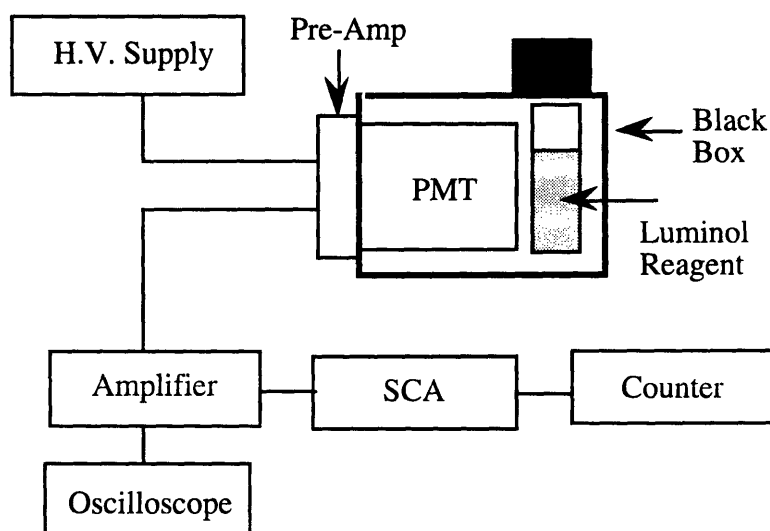 Pre-Amp
H.V. Supply
PMT
Black
Box
Luminol
Reagent
Amplifier
SCA
Counter
Oscilloscope